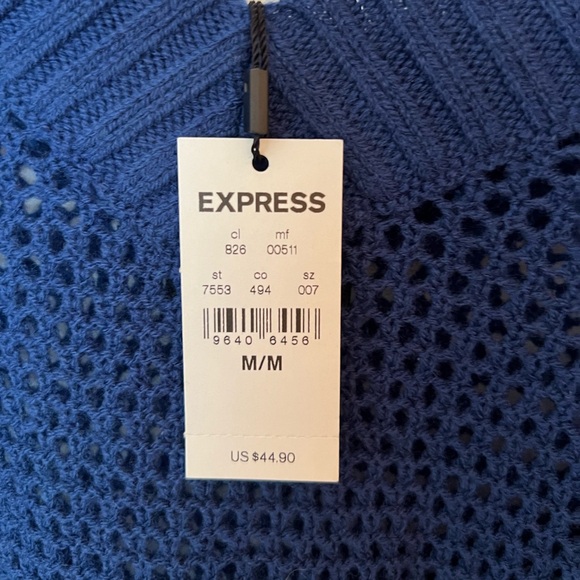 EXPRESS
cl mf
826 00511
st co sz
7553 494 007
9640 6456
M/M
US $44.90